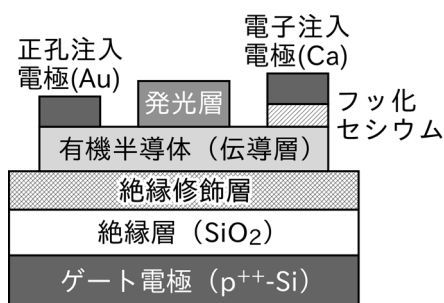 正孔注入
電極(Au)
電子注入
電極(Ca)
発光層
フッ化
セシウム
有機半導体（伝導層）
絶縁修飾層
絶縁層（SiO₂）
ゲート電極（p⁺⁺-Si）